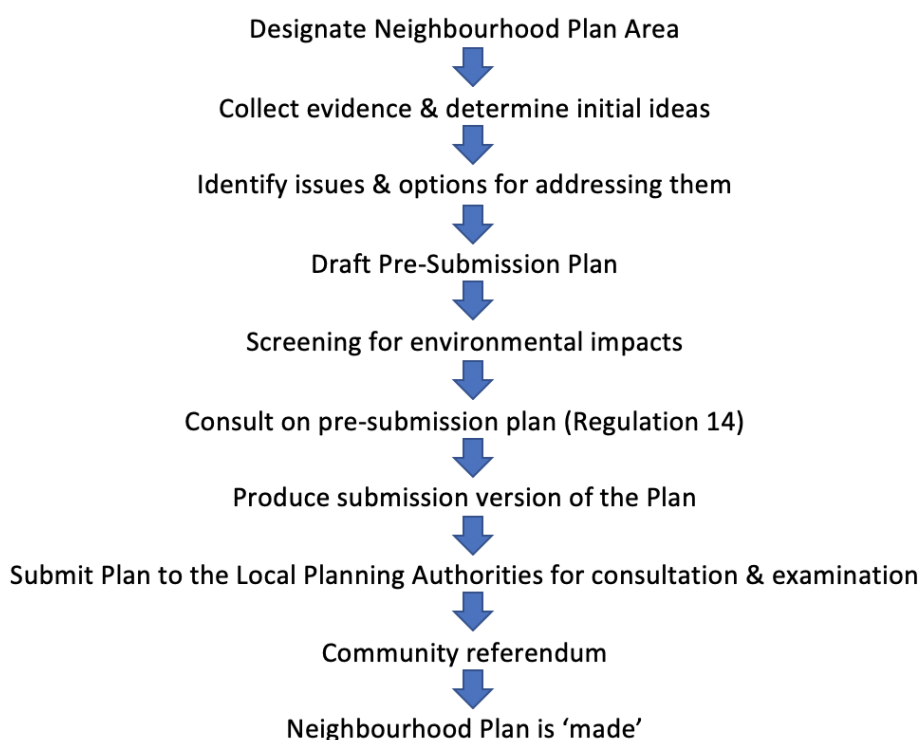 Designate Neighbourhood Plan Area
Collect evidence & determine initial ideas
Identify issues & options for addressing them
Draft Pre-Submission Plan
Screening for environmental impacts
Consult on pre-submission plan (Regulation 14)
Produce submission version of the Plan
Submit Plan to the Local Planning Authorities for consultation & examination
Community referendum
Neighbourhood Plan is ‘made’